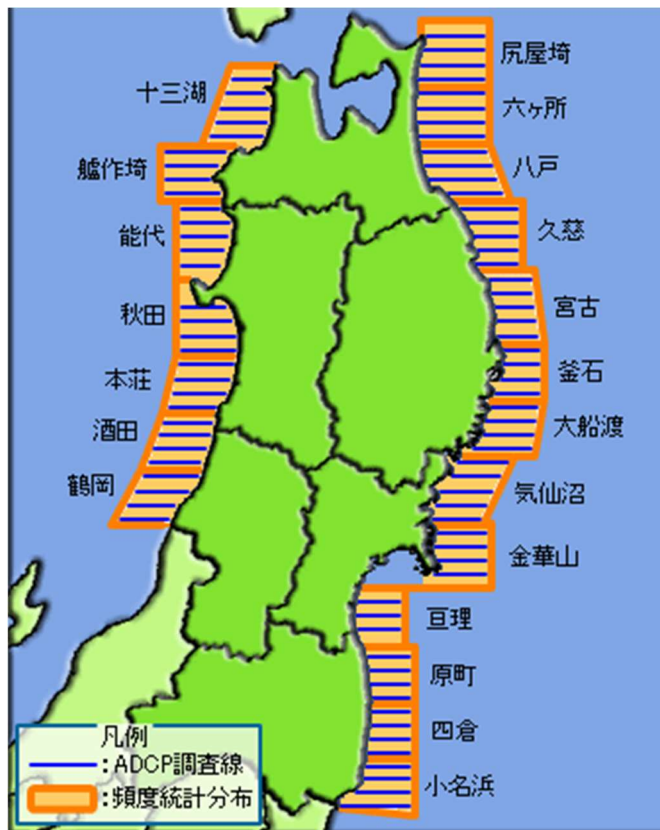 尻屋埼
十三湖
六ヶ所
艫作埼
八戸
能代
久慈
秋田
宮古
本荘
釜石
酒田
大船渡
鶴岡
気仙沼
金華山
亘理
原町
四倉
小名浜
凡例
:ADCP調査線
:頻度統計分布